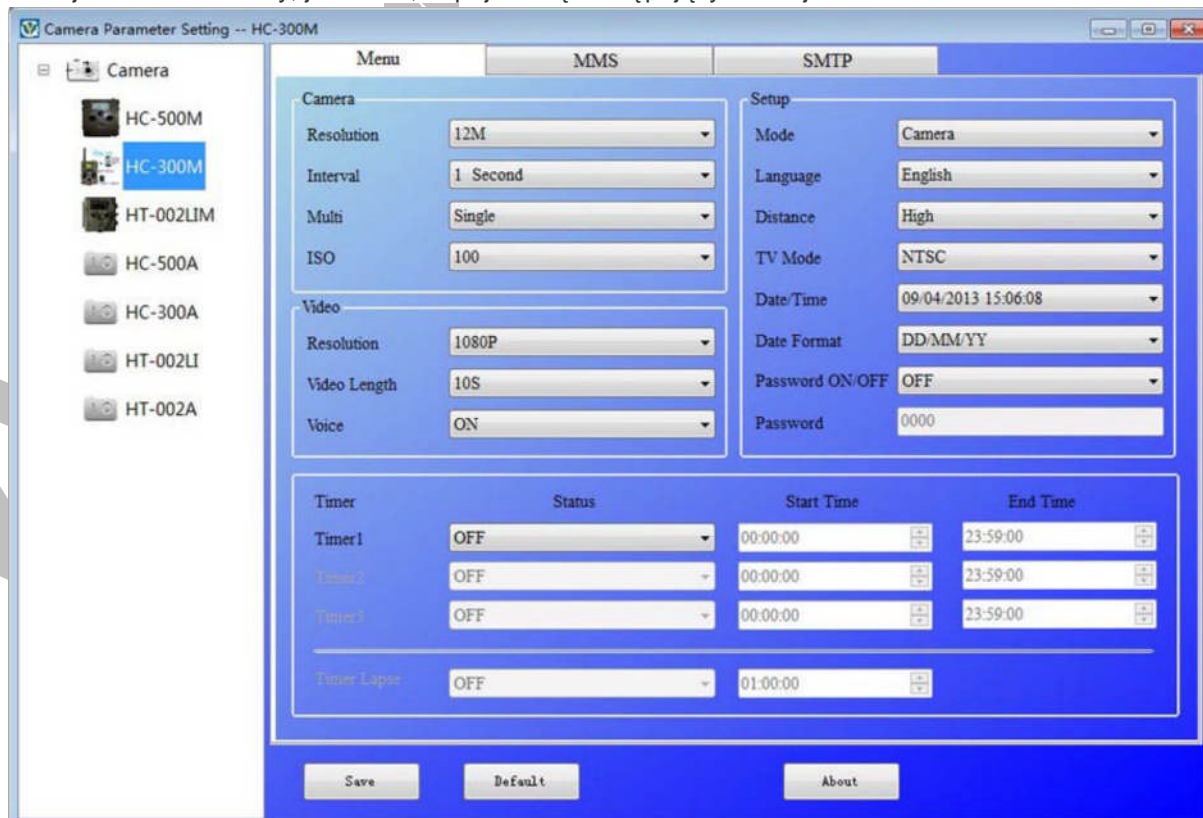 Camera Parameter Setting -- HC-300M
Camera
HC-500M
HC-300M
HT-002LIM
HC-500A
HC-300A
HT-002LI
HT-002A
Menu MMS SMTP
Camera
Resolution 12M
Interval 1 Second
Multi Single
ISO 100
Video
Resolution 1080P
Video Length 10S
Voice ON
Setup
Mode Camera
Language English
Distance High
TV Mode NTSC
Date/Time 09/04/2013 15:06:08
Date Format DD/MM/YY
Password ON/OFF OFF
Password 0000
Timer Status Start Time End Time
Timer1 OFF 00:00:00 23:59:00
Timer2 OFF 00:00:00 23:59:00
Timer3 OFF 00:00:00 23:59:00
Timer Lapse OFF 01:00:00
Save Default About